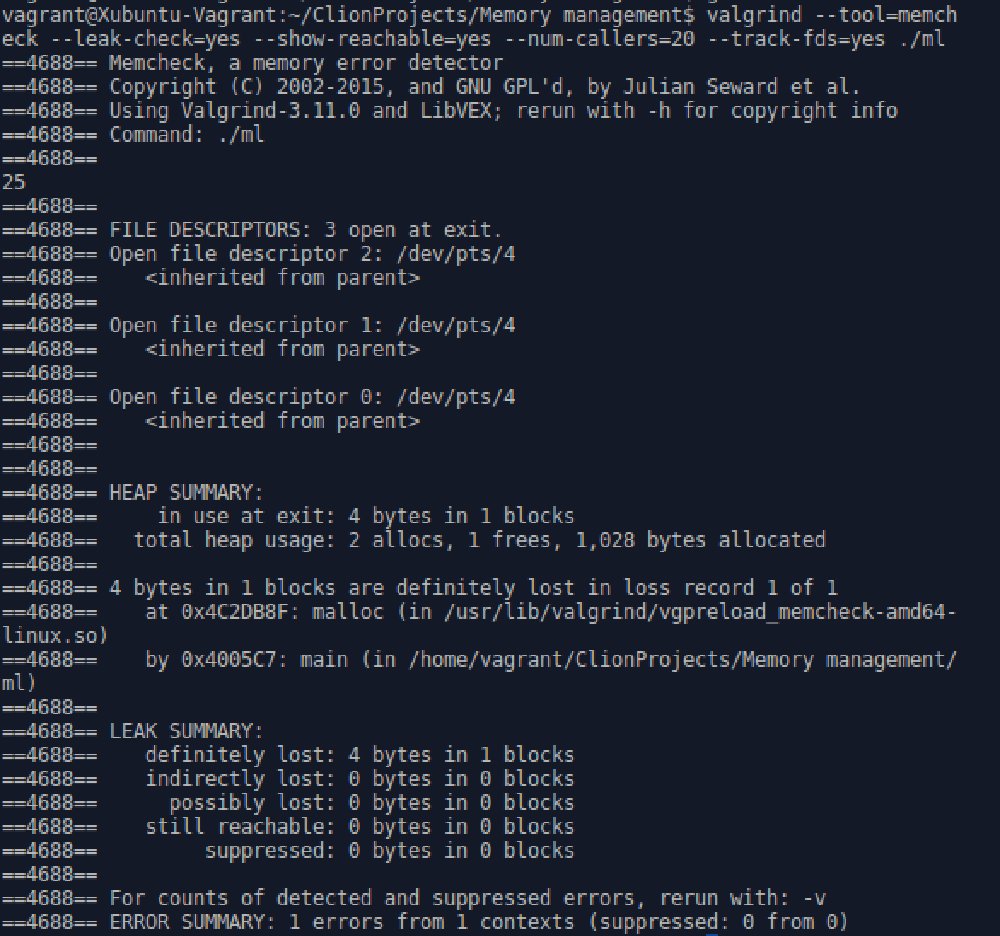 vagrant@Xubuntu-Vagrant:~/ClionProjects/Memory management$ valgrind --tool=memch
eck --leak-check=yes --show-reachable=yes --num-callers=20 --track-fds=yes ./ml
==4688== Memcheck, a memory error detector
==4688== Copyright (C) 2002-2015, and GNU GPL'd, by Julian Seward et al.
==4688== Using Valgrind-3.11.0 and LibVEX; rerun with -h for copyright info
==4688== Command: ./ml
==4688==
25
==4688==
==4688== FILE DESCRIPTORS: 3 open at exit.
==4688== Open file descriptor 2: /dev/pts/4
==4688==    <inherited from parent>
==4688==
==4688== Open file descriptor 1: /dev/pts/4
==4688==    <inherited from parent>
==4688==
==4688== Open file descriptor 0: /dev/pts/4
==4688==    <inherited from parent>
==4688==
==4688==
==4688== HEAP SUMMARY:
==4688==     in use at exit: 4 bytes in 1 blocks
==4688==   total heap usage: 2 allocs, 1 frees, 1,028 bytes allocated
==4688==
==4688== 4 bytes in 1 blocks are definitely lost in loss record 1 of 1
==4688==    at 0x4C2DB8F: malloc (in /usr/lib/valgrind/vgpreload_memcheck-amd64-
linux.so)
==4688==    by 0x4005C7: main (in /home/vagrant/ClionProjects/Memory management/
ml)
==4688==
==4688== LEAK SUMMARY:
==4688==    definitely lost: 4 bytes in 1 blocks
==4688==    indirectly lost: 0 bytes in 0 blocks
==4688==      possibly lost: 0 bytes in 0 blocks
==4688==    still reachable: 0 bytes in 0 blocks
==4688==         suppressed: 0 bytes in 0 blocks
==4688==
==4688== For counts of detected and suppressed errors, rerun with: -v
==4688== ERROR SUMMARY: 1 errors from 1 contexts (suppressed: 0 from 0)